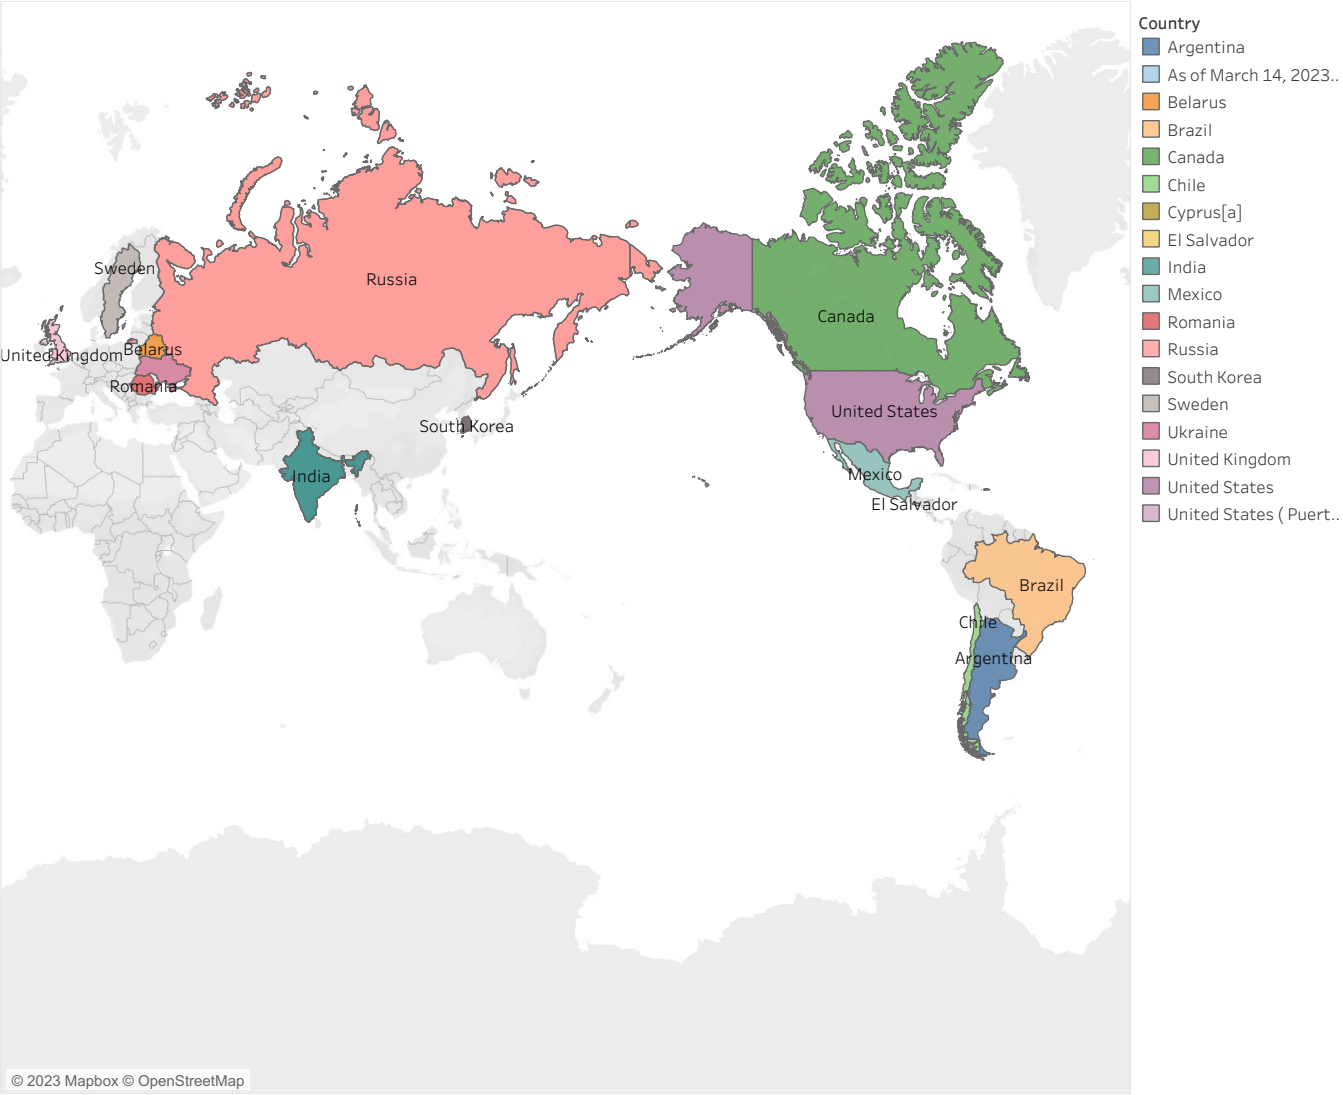 Sweden
Russia
United Kingdom
Belarus
Romania
South Korea
India
Canada
United States
Mexico
El Salvador
Brazil
Chile
Argentina
© 2023 Mapbox © OpenStreetMap
Country
Argentina
As of March 14, 2023..
Belarus
Brazil
Canada
Chile
Cyprus[a]
El Salvador
India
Mexico
Romania
Russia
South Korea
Sweden
Ukraine
United Kingdom
United States
United States ( Puert..